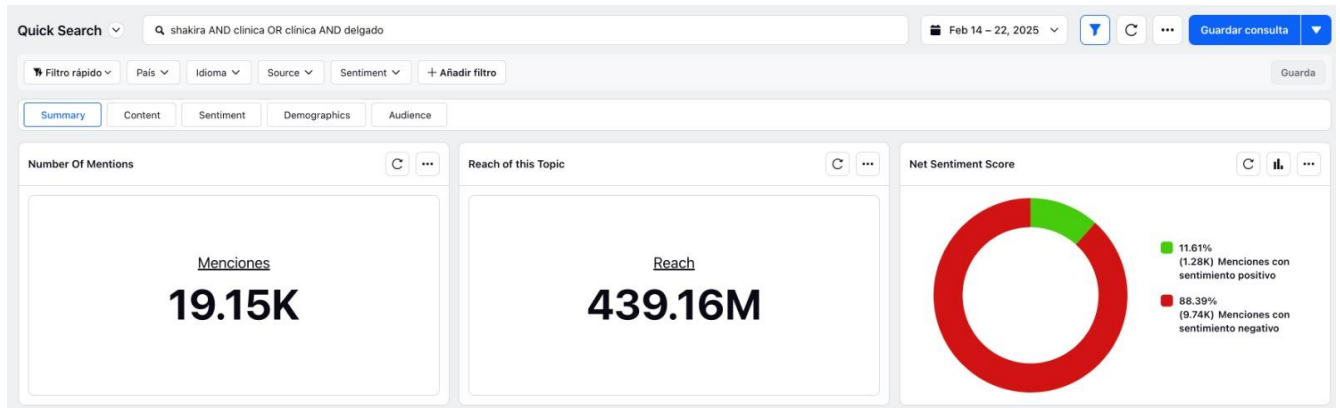 Quick Search
shakira AND clinica OR clínica AND delgado
Feb 14 – 22, 2025
Guardar consulta
Filtro rápido
País
Idioma
Source
Sentiment
+ Añadir filtro
Guarda
Summary
Content
Sentiment
Demographics
Audience
Number Of Mentions
Menciones
19.15K
Reach of this Topic
Reach
439.16M
Net Sentiment Score
11.61%
(1.28K) Menciones con
sentimiento positivo
88.39%
(9.74K) Menciones con
sentimiento negativo